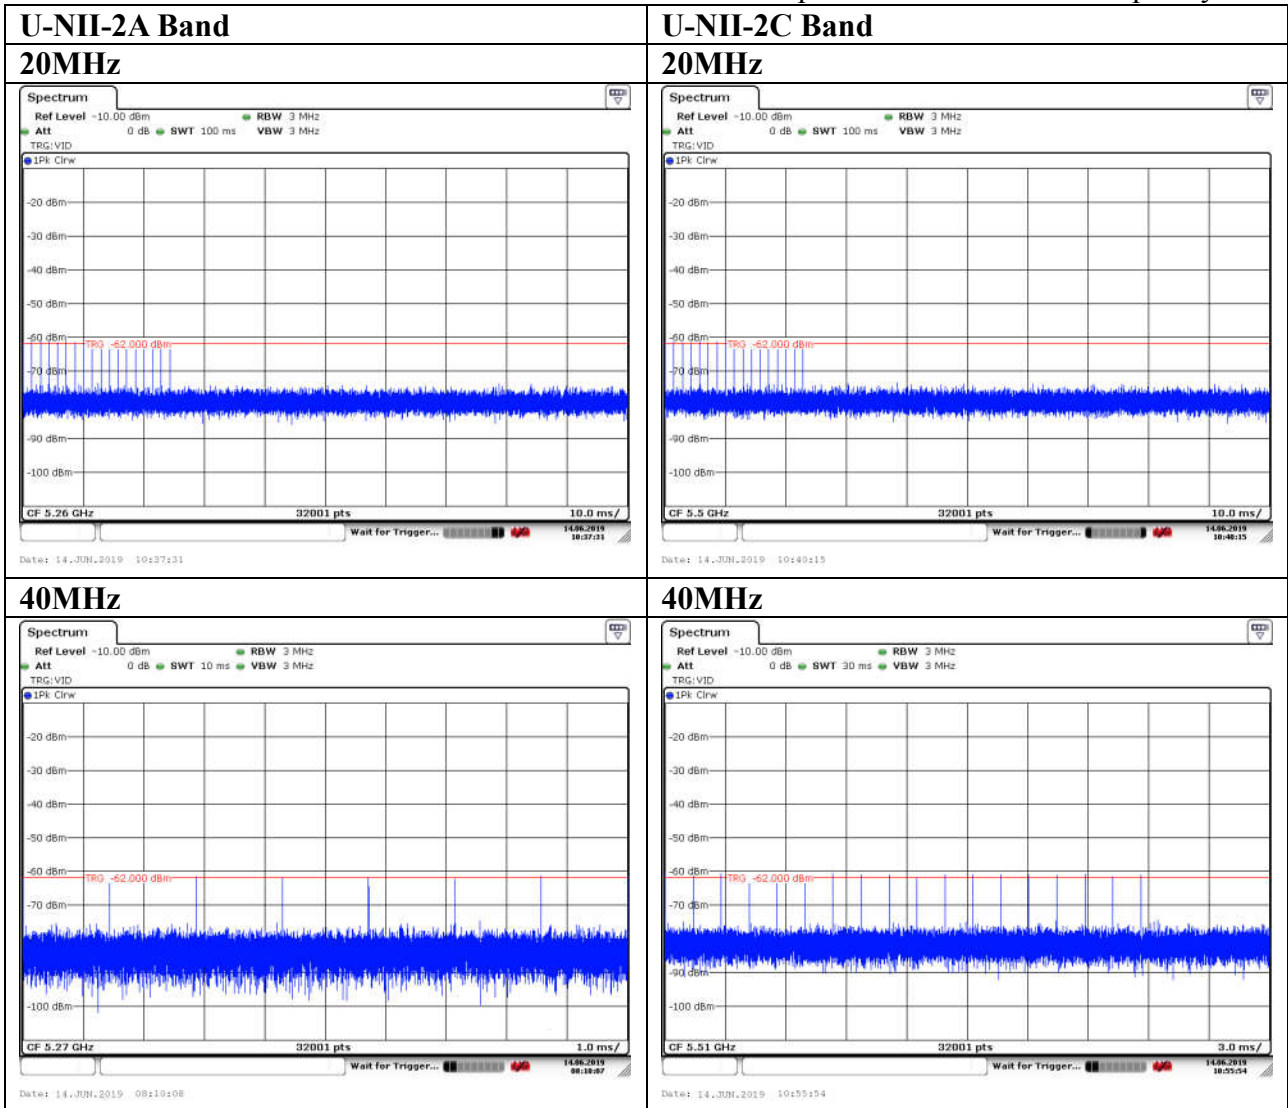 U-NII-2A Band
U-NII-2C Band
20MHz
20MHz
Spectrum
Ref Level -10.00 dBm RBW 3 MHz
Att 0 dB SWT 100 ms VBW 3 MHz
TRG:VID
1Pk Clrw
-20 dBm
-30 dBm
-40 dBm
-50 dBm
-60 dBm
TRG -62.000 dBm
-70 dBm
-90 dBm
-100 dBm
CF 5.26 GHz 32001 pts 10.0 ms/
Wait for Trigger... 14.06.2019
10:37:31
Date: 14.JUN.2019 10:37:31
Spectrum
Ref Level -10.00 dBm RBW 3 MHz
Att 0 dB SWT 100 ms VBW 3 MHz
TRG:VID
1Pk Clrw
-20 dBm
-30 dBm
-40 dBm
-50 dBm
-60 dBm
TRG -62.000 dBm
-70 dBm
-90 dBm
-100 dBm
CF 5.5 GHz 32001 pts 10.0 ms/
Wait for Trigger... 14.06.2019
10:40:15
Date: 14.JUN.2019 10:40:15
40MHz
40MHz
Spectrum
Ref Level -10.00 dBm RBW 3 MHz
Att 0 dB SWT 10 ms VBW 3 MHz
TRG:VID
1Pk Clrw
-20 dBm
-30 dBm
-40 dBm
-50 dBm
-60 dBm
TRG -62.000 dBm
-70 dBm
-100 dBm
CF 5.27 GHz 32001 pts 1.0 ms/
Wait for Trigger... 14.06.2019
08:10:07
Date: 14.JUN.2019 08:10:08
Spectrum
Ref Level -10.00 dBm RBW 3 MHz
Att 0 dB SWT 30 ms VBW 3 MHz
TRG:VID
1Pk Clrw
-20 dBm
-30 dBm
-40 dBm
-50 dBm
-60 dBm
TRG -62.000 dBm
-70 dBm
-90 dBm
-100 dBm
CF 5.51 GHz 32001 pts 3.0 ms/
Wait for Trigger... 14.06.2019
10:55:54
Date: 14.JUN.2019 10:55:54